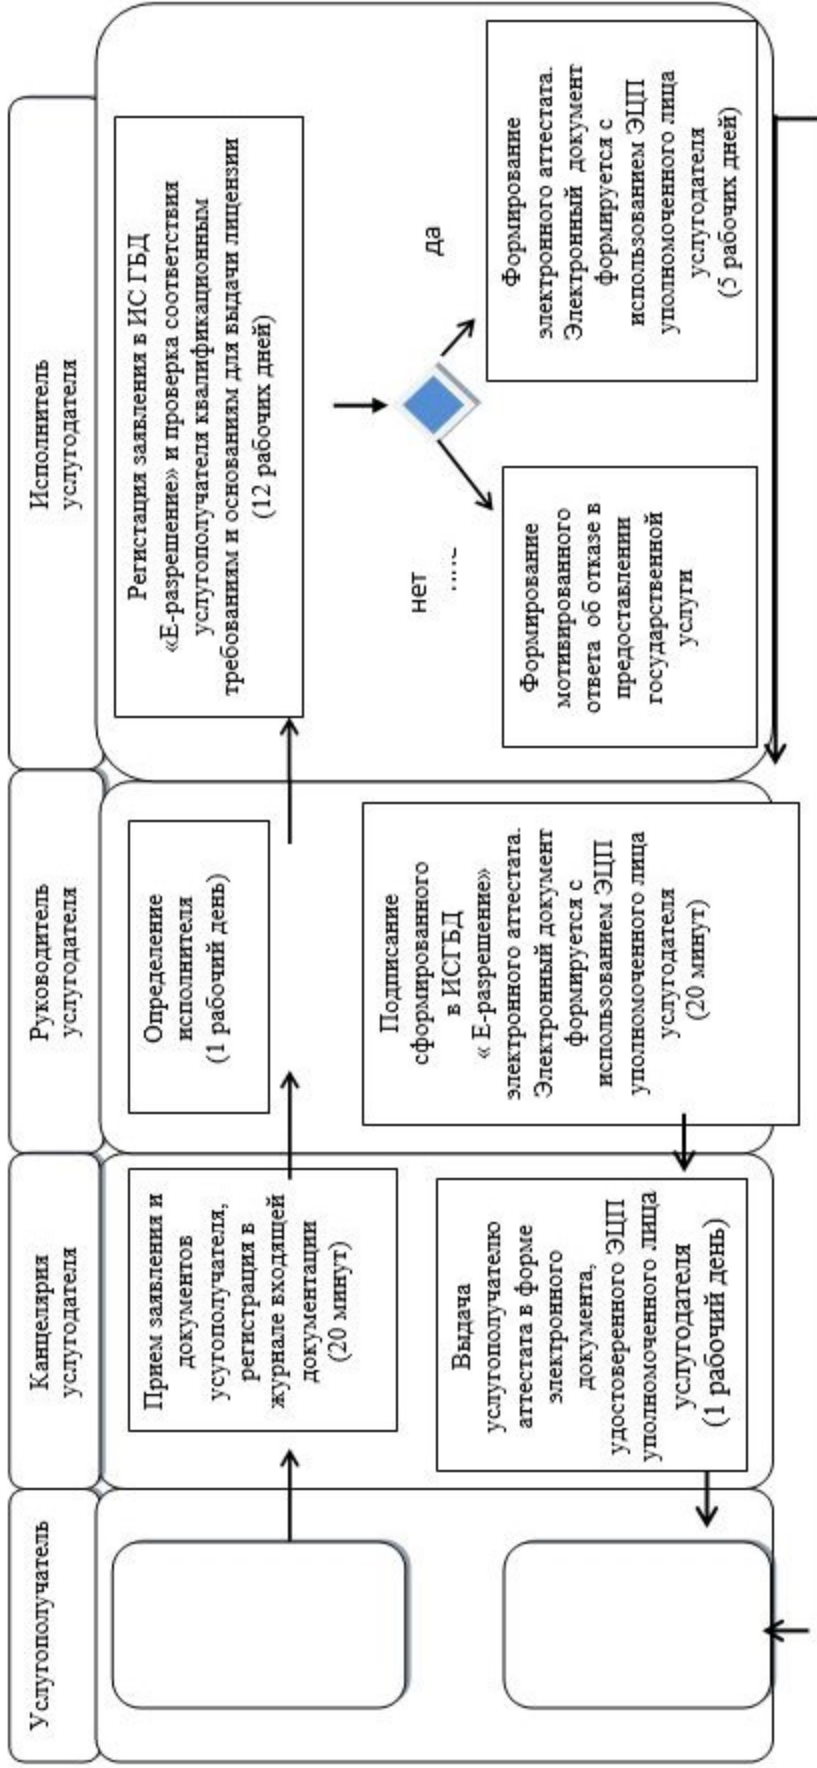 Услугополучатель
Канцелярия
услугодателя
Руководитель
услугодателя
Исполнитель
услугодателя
Прием заявления и
документов
усугополучателя,
регистрация в
журнале входящей
документации
(20 минут)
Определение
исполнителя
(1 рабочий день)
Регистация заявления в ИС ГБД
«Е-разрешение» и проверка соответствия
услугополучателя квалификационным
требованиям и основаниям для выдачи лицензии
(12 рабочих дней)
нет
да
Формирование
мотивированного
ответа об отказе в
предоставлении
государственной
услуги
Формирование
электронного аттестата.
Электронный документ
формируется с
использованием ЭЦП
уполномоченного лица
услугодателя
(5 рабочих дней)
Подписание
сформированного
в ИСГБД
« Е-разрешение»
электронного аттестата.
Электронный документ
формируется с
использованием ЭЦП
уполномоченного лица
услугодателя
(20 минут)
Выдача
услугополучателю
аттестата в форме
электронного
документа,
удостоверенного ЭЦП
уполномоченного лица
услугодателя
(1 рабочий день)